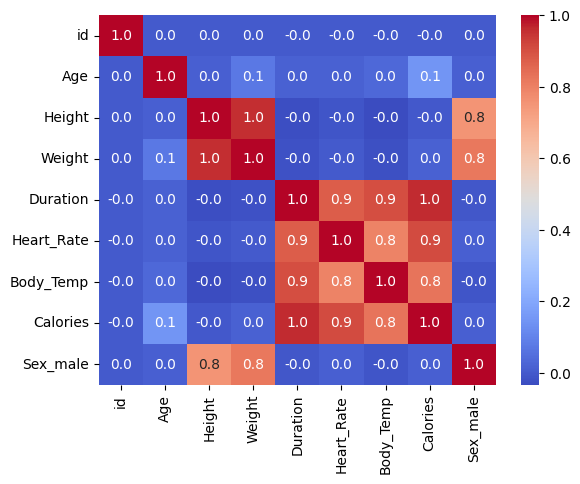 id 1.0 0.0 0.0 0.0 -0.0 -0.0 -0.0 -0.0 0.0
Age 0.0 1.0 0.0 0.1 0.0 0.0 0.0 0.1 0.0
Height 0.0 0.0 1.0 1.0 -0.0 -0.0 -0.0 -0.0 0.8
Weight 0.0 0.1 1.0 1.0 -0.0 -0.0 -0.0 0.0 0.8
Duration -0.0 0.0 -0.0 -0.0 1.0 0.9 0.9 1.0 -0.0
Heart_Rate -0.0 0.0 -0.0 -0.0 0.9 1.0 0.8 0.9 0.0
Body_Temp -0.0 0.0 -0.0 -0.0 0.9 0.8 1.0 0.8 -0.0
Calories -0.0 0.1 -0.0 0.0 1.0 0.9 0.8 1.0 0.0
Sex_male 0.0 0.0 0.8 0.8 -0.0 0.0 -0.0 0.0 1.0
id Age Height Weight Duration Heart_Rate Body_Temp Calories Sex_male
1.0
0.8
0.6
0.4
0.2
0.0